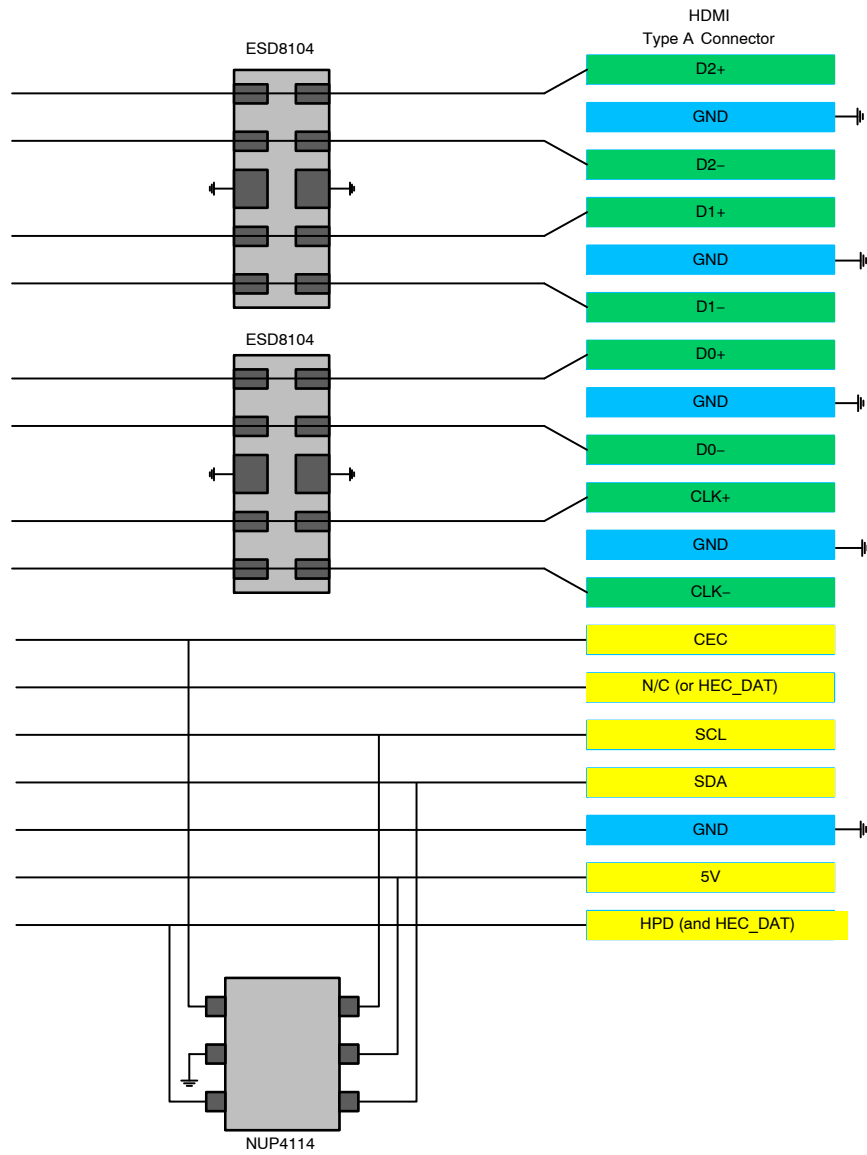 HDMI
Type A Connector
ESD8104
D2+
GND
D2−
D1+
GND
D1−
ESD8104
D0+
GND
D0−
CLK+
GND
CLK−
CEC
N/C (or HEC_DAT)
SCL
SDA
GND
5V
HPD (and HEC_DAT)
NUP4114